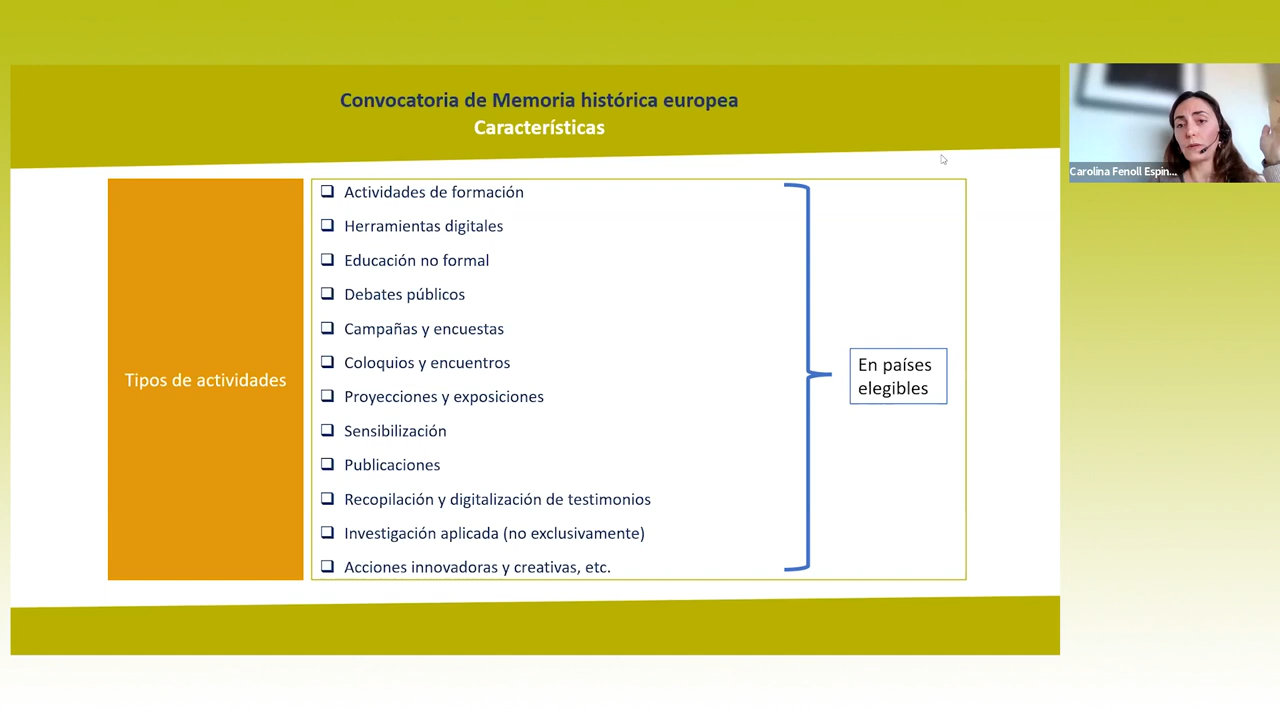 Convocatoria de Memoria histórica europea
Características
Carolina Fenoll Espin...
Tipos de actividades
Actividades de formación
Herramientas digitales
Educación no formal
Debates públicos
Campañas y encuestas
Coloquios y encuentros
Proyecciones y exposiciones
Sensibilización
Publicaciones
Recopilación y digitalización de testimonios
Investigación aplicada (no exclusivamente)
Acciones innovadoras y creativas, etc.
En países
elegibles